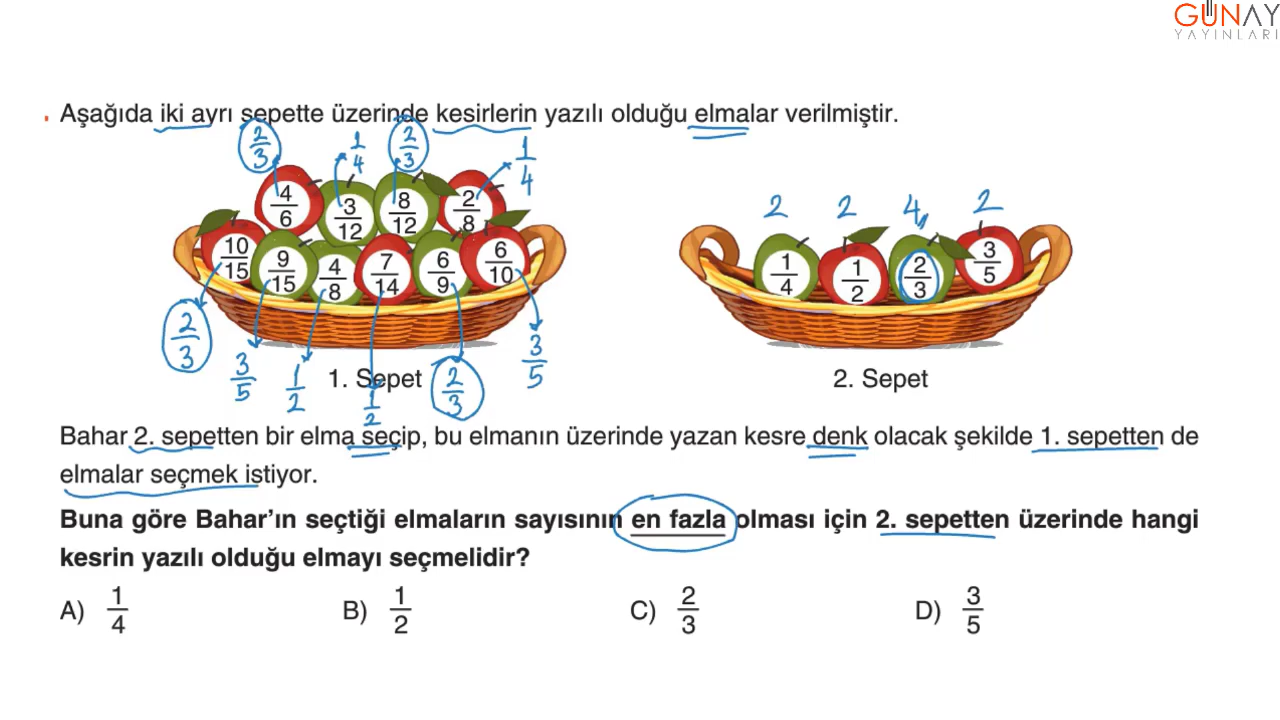 GÜNAY
YAYINLARI
Aşağıda iki ayrı sepette üzerinde kesirlerin yazılı olduğu elmalar verilmiştir.
2/3 1/4 2/3 1/4
4/6 3/12 8/12 2/8
10/15 9/15 4/8 7/14 6/9 6/10
2/3 3/5 1/2 1/2 2/3 3/5
1. Sepet
2 2 4 2
1/4 1/2 2/3 3/5
2. Sepet
Bahar 2. sepetten bir elma seçip, bu elmanın üzerinde yazan kesre denk olacak şekilde 1. sepetten de
elmalar seçmek istiyor.
Buna göre Bahar'ın seçtiği elmaların sayısının en fazla olması için 2. sepetten üzerinde hangi
kesrin yazılı olduğu elmayı seçmelidir?
A) 1/4 B) 1/2 C) 2/3 D) 3/5